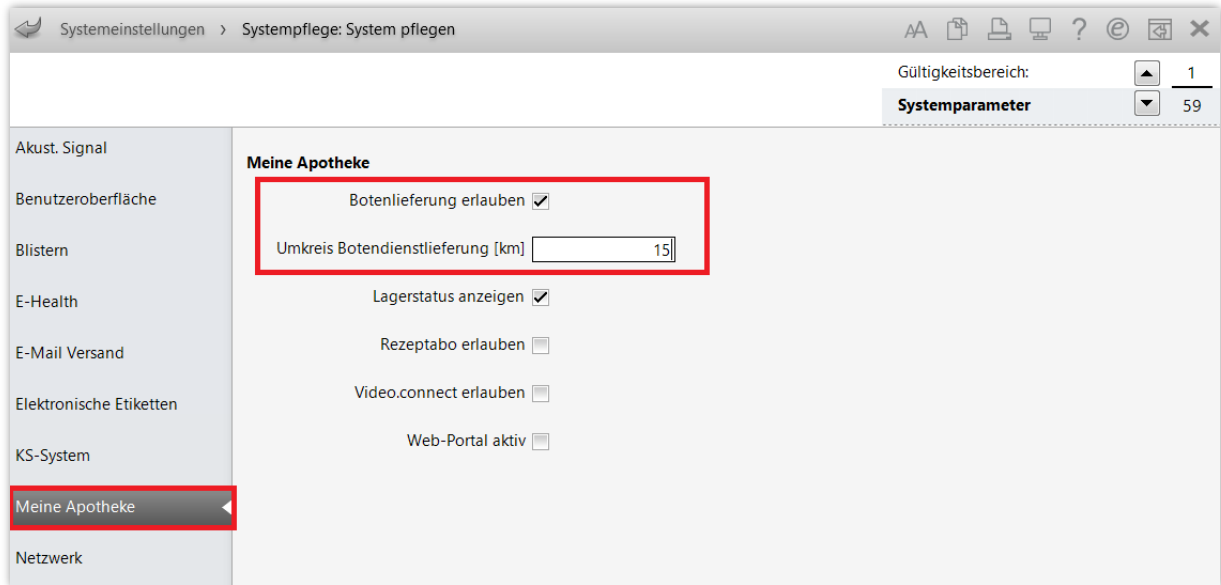 Systemeinstellungen > Systempflege: System pflegen
AA ? e
Gültigkeitsbereich: 1
Systemparameter 59
Akust. Signal
Benutzeroberfläche
Blistern
E-Health
E-Mail Versand
Elektronische Etiketten
KS-System
Meine Apotheke
Netzwerk
Meine Apotheke
Botenlieferung erlauben
Umkreis Botendienstlieferung [km] 15
Lagerstatus anzeigen
Rezeptabo erlauben
Video.connect erlauben
Web-Portal aktiv